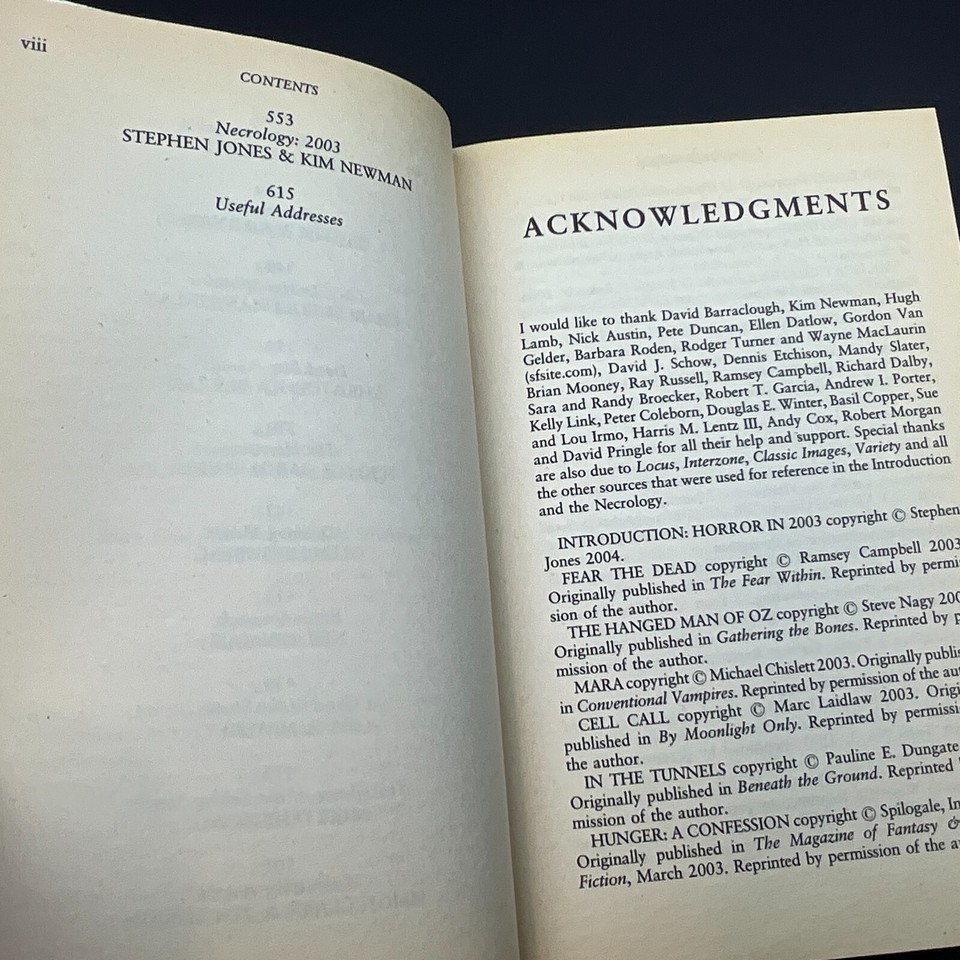 viii
CONTENTS
553
Necrology: 2003
STEPHEN JONES & KIM NEWMAN
615
Useful Addresses
ACKNOWLEDGMENTS
I would like to thank David Barraclough, Kim Newman, Hugh
Lamb, Nick Austin, Pete Duncan, Ellen Datlow, Gordon Van
Gelder, Barbara Roden, Rodger Turner and Wayne MacLaurin
(sfsite.com), David J. Schow, Dennis Etchison, Mandy Slater,
Brian Mooney, Ray Russell, Ramsey Campbell, Richard Dalby,
Sara and Randy Broecker, Robert T. Garcia, Andrew I. Porter,
Kelly Link, Peter Coleborn, Douglas E. Winter, Basil Copper, Sue
and Lou Irmo, Harris M. Lentz III, Andy Cox, Robert Morgan
and David Pringle for all their help and support. Special thanks
are also due to Locus, Interzone, Classic Images, Variety and all
the other sources that were used for reference in the Introduction
and the Necrology.
INTRODUCTION: HORROR IN 2003 copyright © Stephen
Jones 2004.
FEAR THE DEAD copyright © Ramsey Campbell 2003
Originally published in The Fear Within. Reprinted by permi
sion of the author.
THE HANGED MAN OF OZ copyright © Steve Nagy 200
Originally published in Gathering the Bones. Reprinted by p
mission of the author.
MARA copyright © Michael Chislett 2003. Originally publis
in Conventional Vampires. Reprinted by permission of the au
CELL CALL copyright © Marc Laidlaw 2003. Origi
published in By Moonlight Only. Reprinted by permissi
the author.
IN THE TUNNELS copyright © Pauline E. Dungate
Originally published in Beneath the Ground. Reprinted
mission of the author.
HUNGER: A CONFESSION copyright © Spilogale, In
Originally published in The Magazine of Fantasy &
Fiction, March 2003. Reprinted by permission of the a